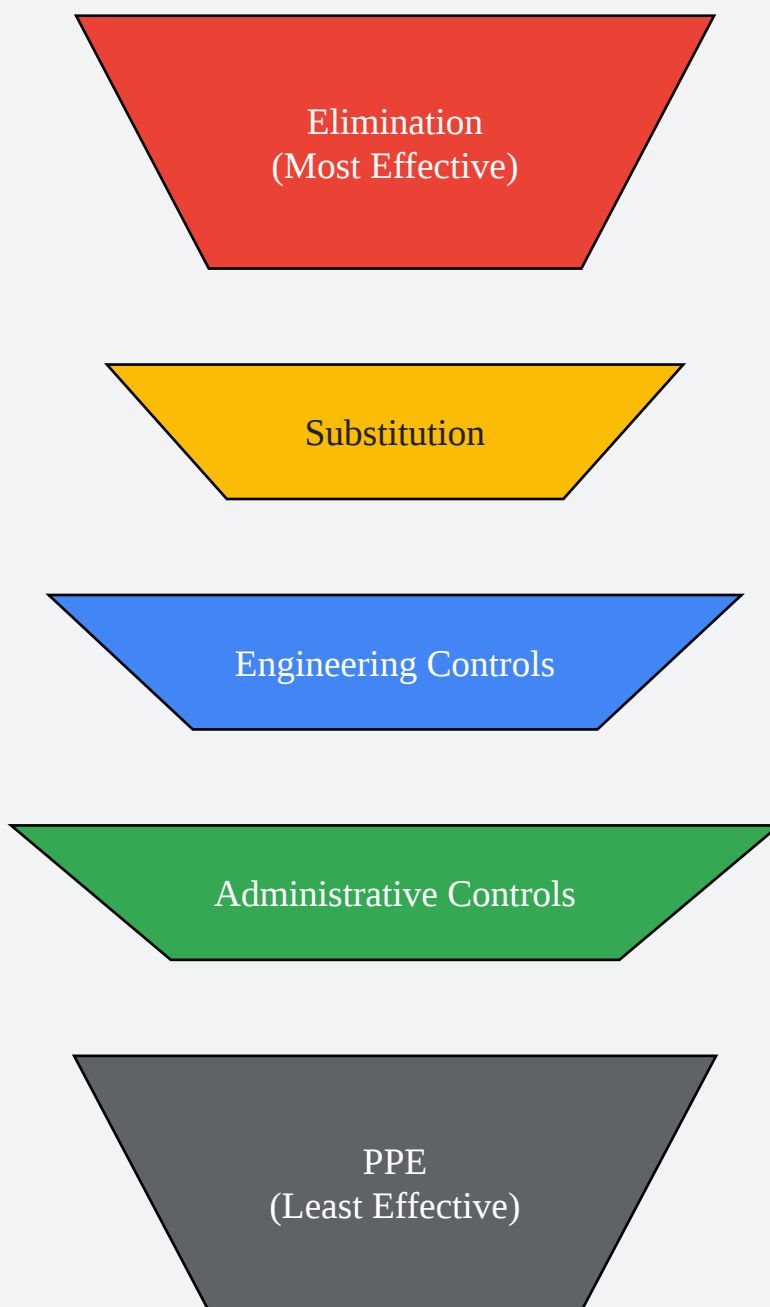 Elimination
(Most Effective)
Substitution
Engineering Controls
Administrative Controls
PPE
(Least Effective)